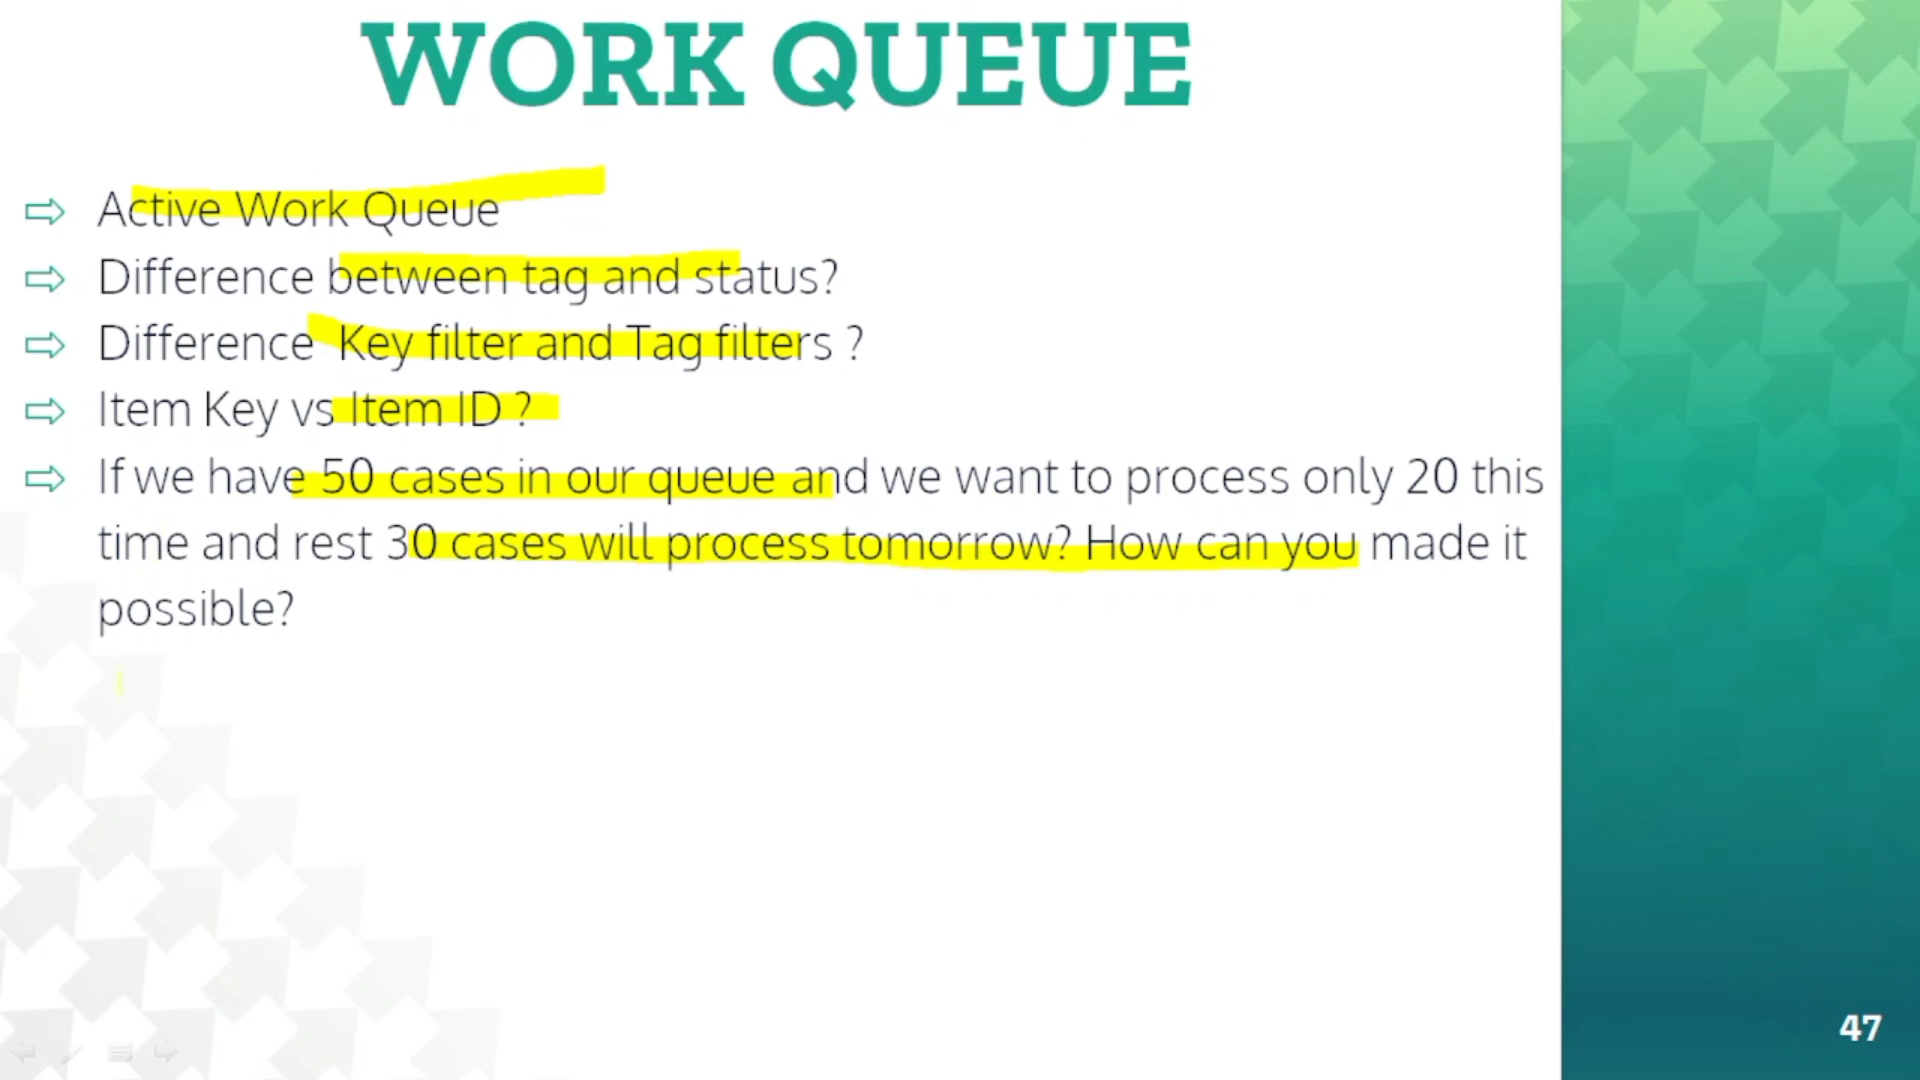 WORK QUEUE
⇨ Active Work Queue
⇨ Difference between tag and status?
⇨ Difference Key filter and Tag filters ?
⇨ Item Key vs Item ID ?
⇨ If we have 50 cases in our queue and we want to process only 20 this
time and rest 30 cases will process tomorrow? How can you made it
possible?
47